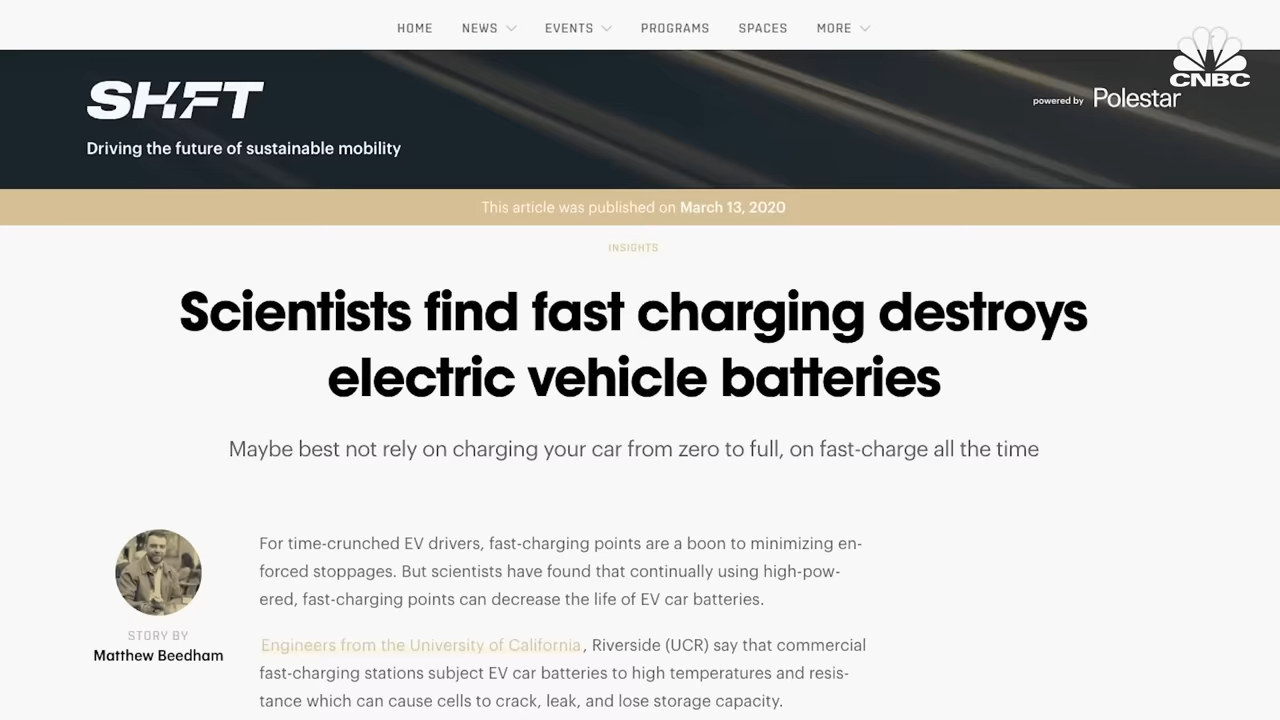 HOME NEWS EVENTS PROGRAMS SPACES MORE
CNBC
SHIFT
powered by Polestar
Driving the future of sustainable mobility
This article was published on March 13, 2020
INSIGHTS
Scientists find fast charging destroys
electric vehicle batteries
Maybe best not rely on charging your car from zero to full, on fast-charge all the time
For time-crunched EV drivers, fast-charging points are a boon to minimizing en-
forced stoppages. But scientists have found that continually using high-pow-
ered, fast-charging points can decrease the life of EV car batteries.
STORY BY
Matthew Beedham
Engineers from the University of California, Riverside (UCR) say that commercial
fast-charging stations subject EV car batteries to high temperatures and resis-
tance which can cause cells to crack, leak, and lose storage capacity.